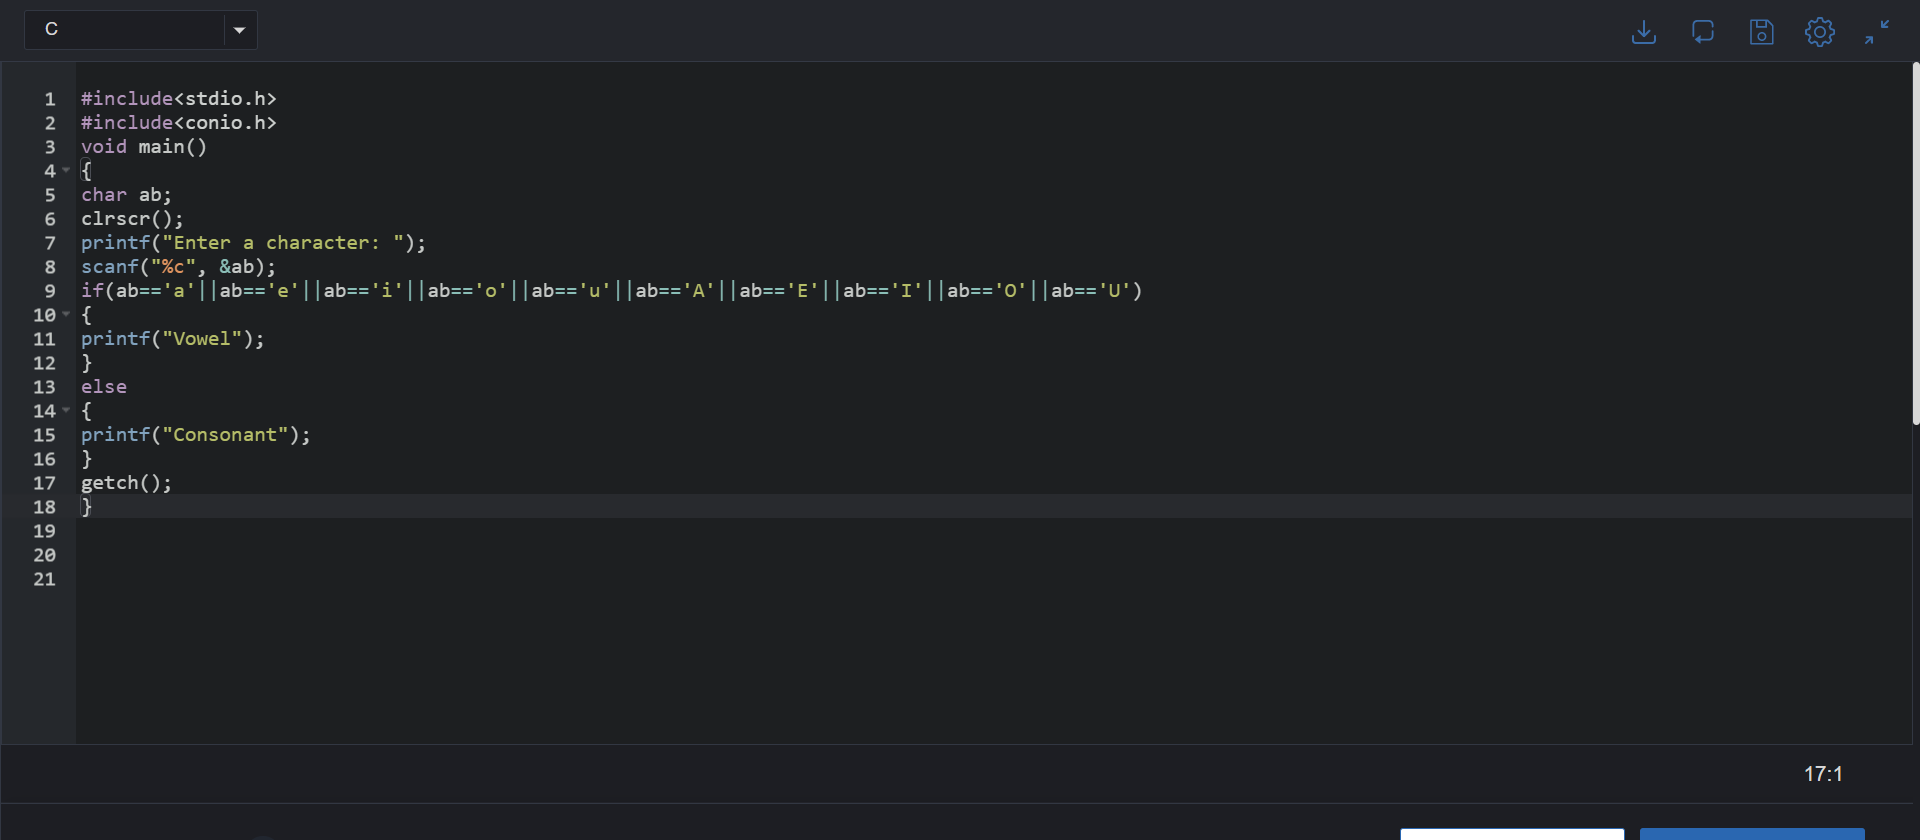 C
1 #include<stdio.h>
2 #include<conio.h>
3 void main()
4 {
5 char ab;
6 clrscr();
7 printf("Enter a character: ");
8 scanf("%c", &ab);
9 if(ab=='a'||ab=='e'||ab=='i'||ab=='o'||ab=='u'||ab=='A'||ab=='E'||ab=='I'||ab=='O'||ab=='U')
10 {
11 printf("Vowel");
12 }
13 else
14 {
15 printf("Consonant");
16 }
17 getch();
18 }
19
20
21
17:1